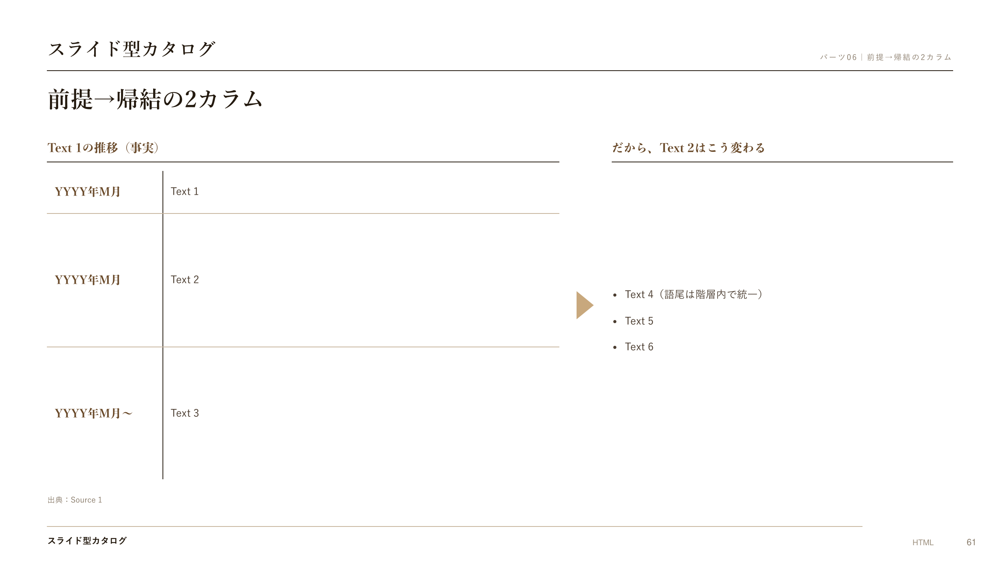 スライド型カタログ
パーツ06｜前提→帰結の2カラム
前提→帰結の2カラム
Text 1の推移（事実）
YYYY年M月
Text 1
YYYY年M月
Text 2
YYYY年M月〜
Text 3
だから、Text 2はこう変わる
• Text 4（語尾は階層内で統一）
• Text 5
• Text 6
出典：Source 1
スライド型カタログ
HTML
61